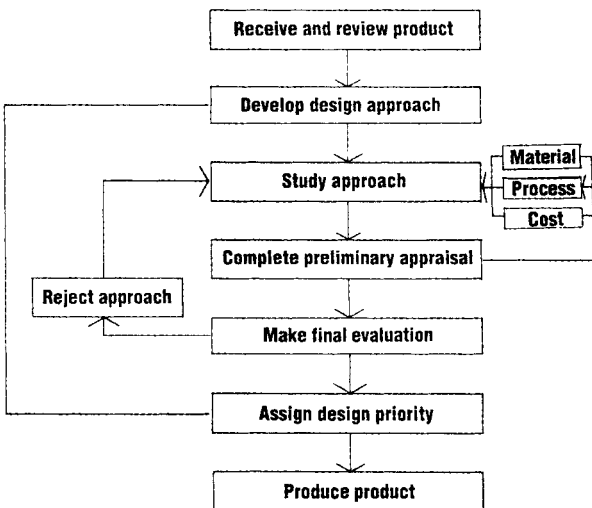 Receive and review product
Develop design approach
Study approach
Material
Process
Cost
Complete preliminary appraisal
Reject approach
Make final evaluation
Assign design priority
Produce product